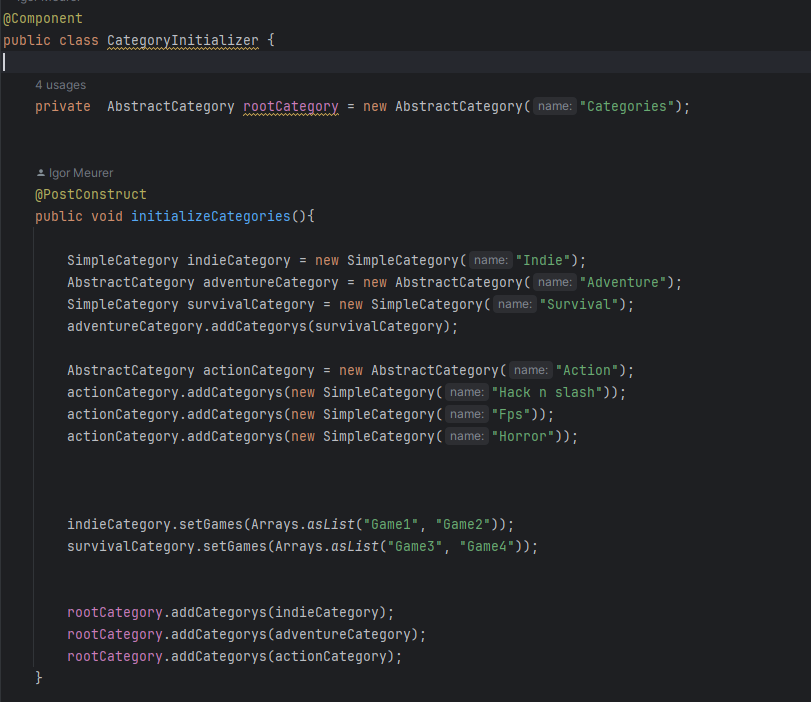 Igor Meurer
@Component
public class CategoryInitializer {
4 usages
private  AbstractCategory rootCategory = new AbstractCategory( name: "Categories");
Igor Meurer
@PostConstruct
public void initializeCategories(){
SimpleCategory indieCategory = new SimpleCategory( name: "Indie");
AbstractCategory adventureCategory = new AbstractCategory( name: "Adventure");
SimpleCategory survivalCategory = new SimpleCategory( name: "Survival");
adventureCategory.addCategorys(survivalCategory);
AbstractCategory actionCategory = new AbstractCategory( name: "Action");
actionCategory.addCategorys(new SimpleCategory( name: "Hack n slash"));
actionCategory.addCategorys(new SimpleCategory( name: "Fps"));
actionCategory.addCategorys(new SimpleCategory( name: "Horror"));
indieCategory.setGames(Arrays.asList("Game1", "Game2"));
survivalCategory.setGames(Arrays.asList("Game3", "Game4"));
rootCategory.addCategorys(indieCategory);
rootCategory.addCategorys(adventureCategory);
rootCategory.addCategorys(actionCategory);
}